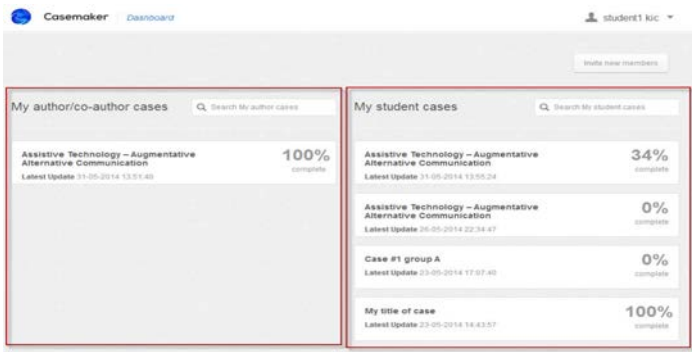 Casemaker Dashboard
student1 kic
Invite new members
My author/co-author cases
Search My author cases
Assistive Technology – Augmentative
Alternative Communication
100%
complete
Latest Update 31-05-2014 13:51:40
My student cases
Search My student cases
Assistive Technology – Augmentative
Alternative Communication
34%
complete
Latest Update 31-05-2014 13:55:24
Assistive Technology – Augmentative
Alternative Communication
0%
complete
Latest Update 26-05-2014 22:34:47
Case #1 group A
0%
complete
Latest Update 23-05-2014 17:07:40
My title of case
100%
complete
Latest Update 23-05-2014 14:43:57